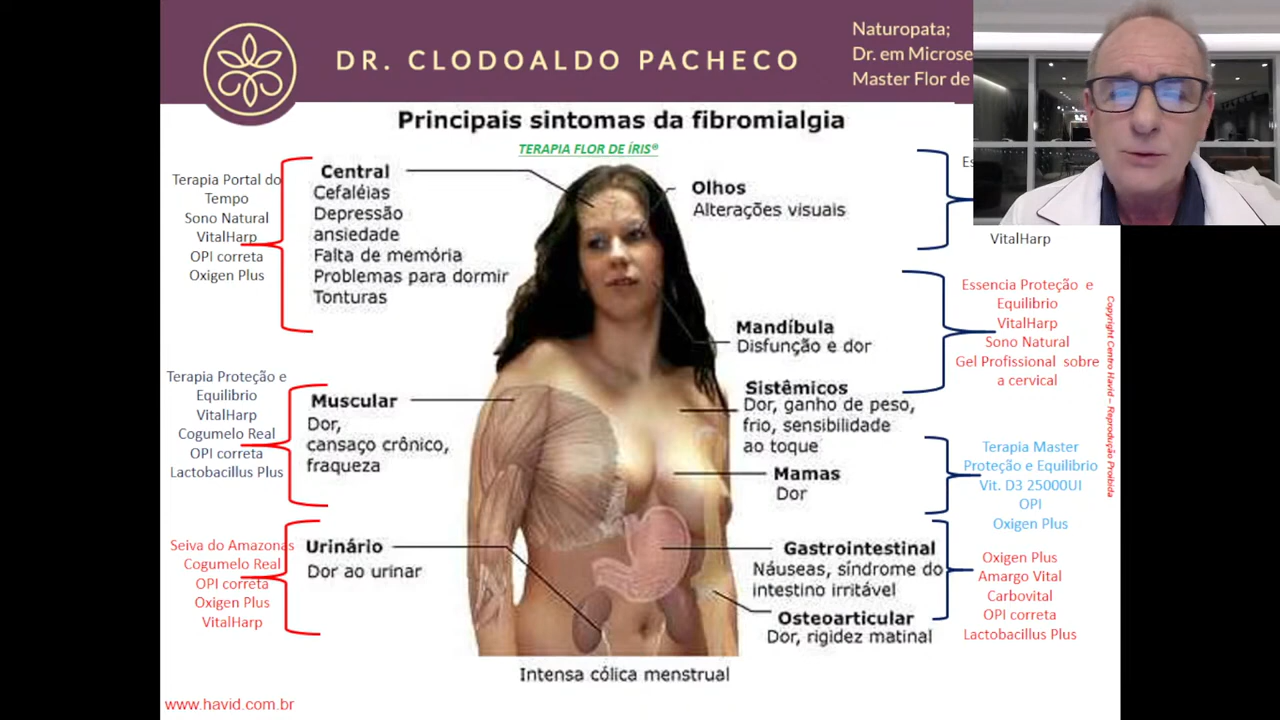 DR. CLODOALDO PACHECO
Naturopata;
Dr. em Microse
Master Flor de
Principais sintomas da fibromialgia
TERAPIA FLOR DE ÍRIS®
Terapia Portal do
Tempo
Sono Natural
VitalHarp
OPI correta
Oxigen Plus
Central
Cefaléias
Depressão
ansiedade
Falta de memória
Problemas para dormir
Tonturas
Olhos
Alterações visuais
VitalHarp
Mandíbula
Disfunção e dor
Essencia Proteção e
Equilibrio
VitalHarp
Sono Natural
Gel Profissional sobre
a cervical
Terapia Proteção e
Equilibrio
VitalHarp
Cogumelo Real
OPI correta
Lactobacillus Plus
Muscular
Dor,
cansaço crônico,
fraqueza
Sistêmicos
Dor, ganho de peso,
frio, sensibilidade
ao toque
Mamas
Dor
Terapia Master
Proteção e Equilibrio
Vit. D3 25000UI
OPI
Oxigen Plus
Seiva do Amazonas
Cogumelo Real
OPI correta
Oxigen Plus
VitalHarp
Urinário
Dor ao urinar
Gastrointestinal
Náuseas, síndrome do
intestino irritável
Osteoarticular
Dor, rigidez matinal
Oxigen Plus
Amargo Vital
Carbovital
OPI correta
Lactobacillus Plus
Intensa cólica menstrual
www.havid.com.br
Copyright Centro Havid – Reprodução Proibida